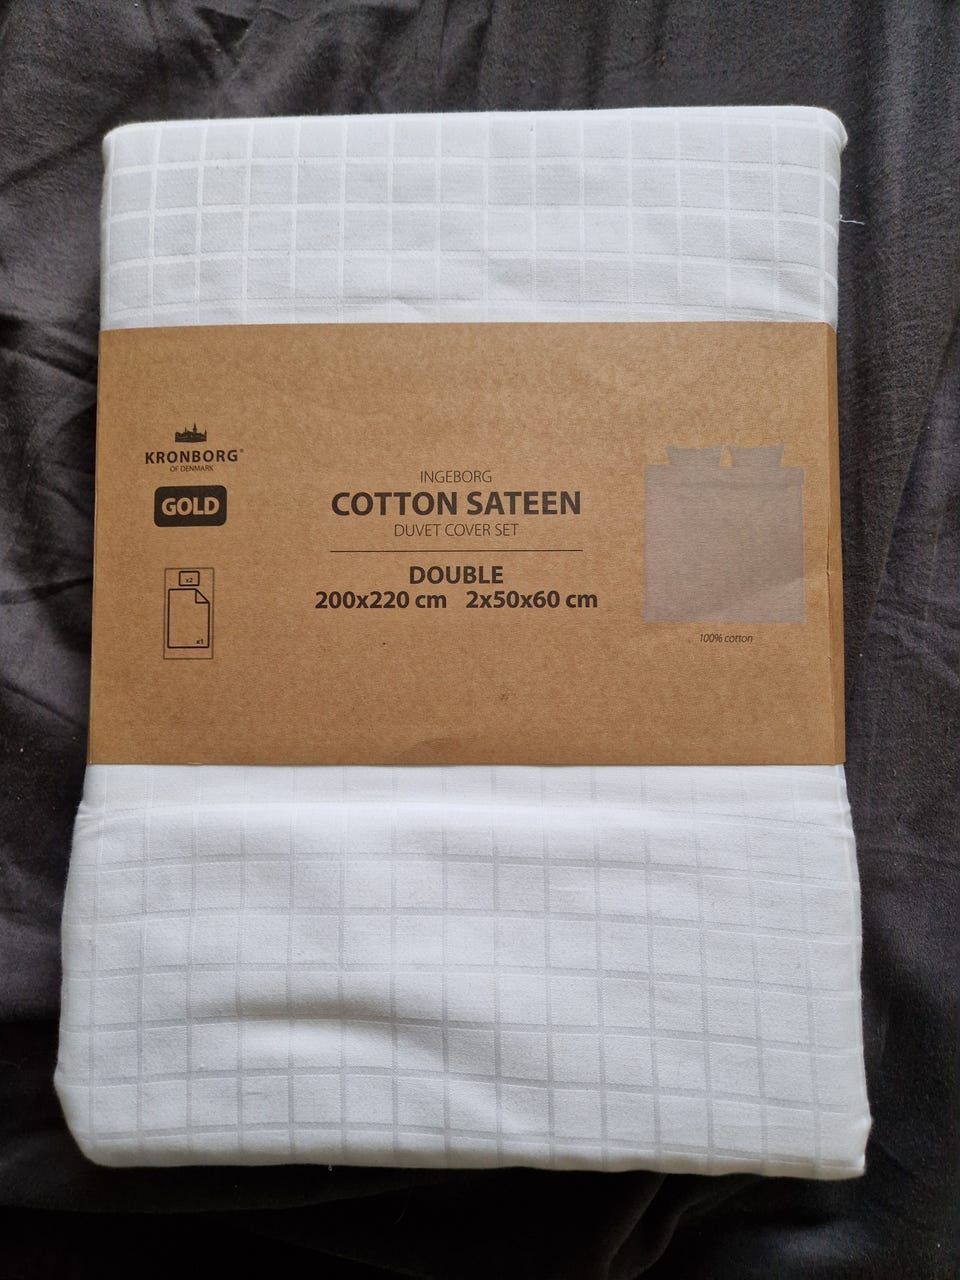 KRONBORG®
OF DENMARK
GOLD
x2
x1
INGEBORG
COTTON SATEEN
DUVET COVER SET
DOUBLE
200x220 cm 2x50x60 cm
100% cotton